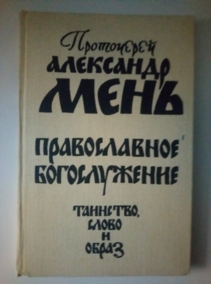 Протоиерей
АЛЕКСАНДР
МЕНЬ
ПРАВОСЛАВНОЕ
БОГОСЛУЖЕНИЕ
ТАИНСТВО,
СЛОВО И
ОБРАЗ